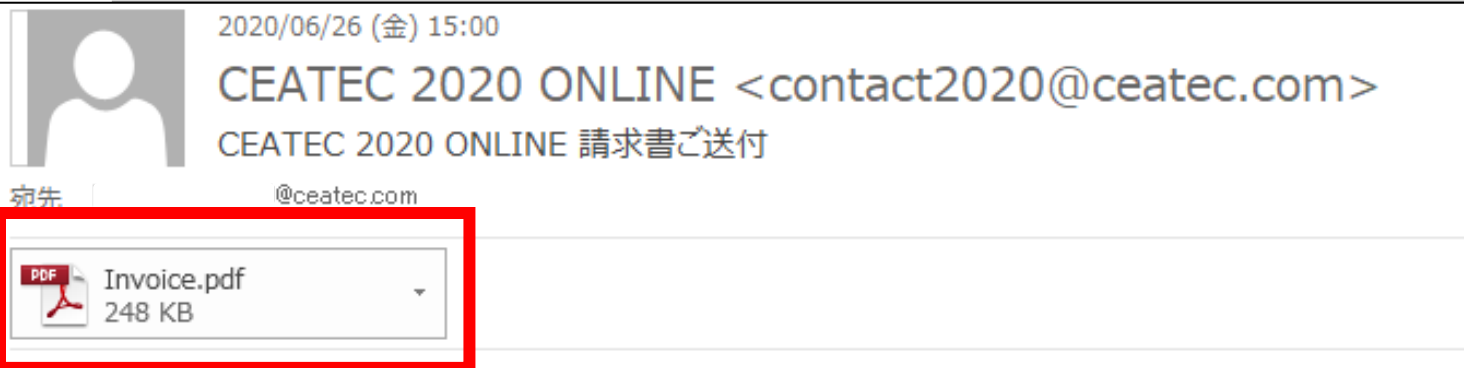 2020/06/26 (金) 15:00
CEATEC 2020 ONLINE <contact2020@ceatec.com>
CEATEC 2020 ONLINE 請求書ご送付
宛先 @ceatec.com
PDF Invoice.pdf
248 KB